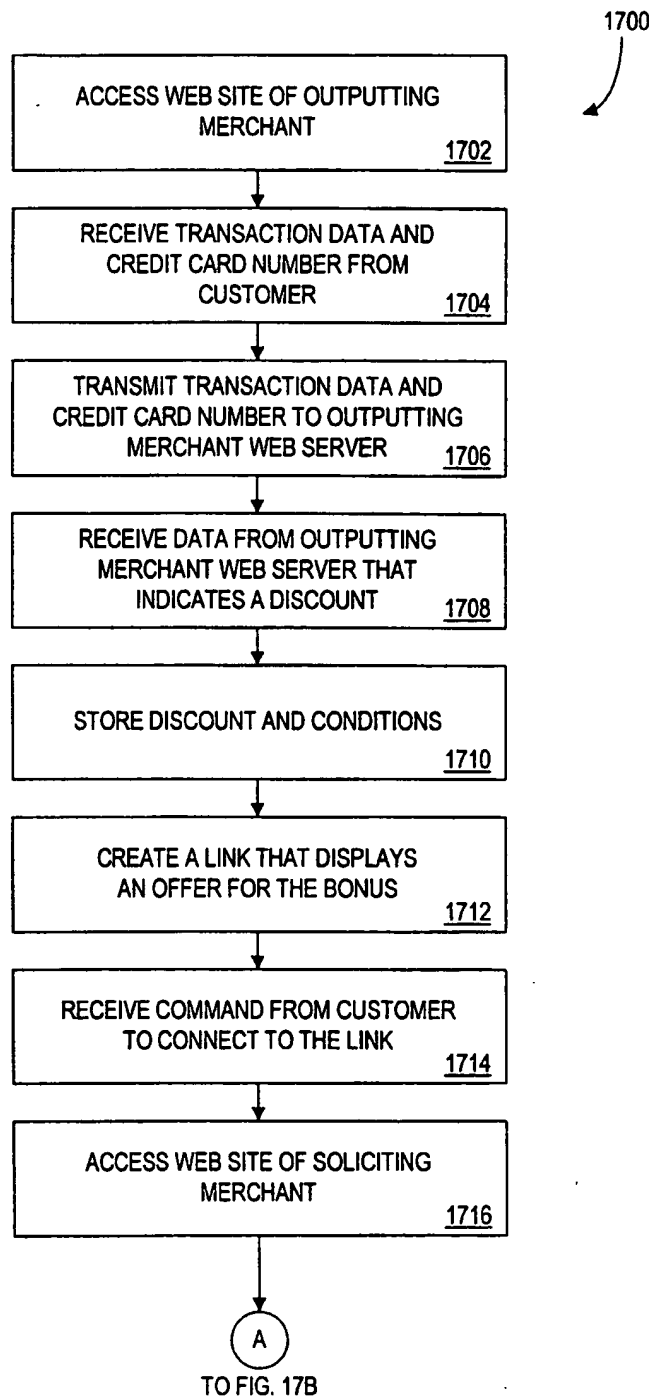 1700
ACCESS WEB SITE OF OUTPUTTING
MERCHANT
1702
RECEIVE TRANSACTION DATA AND
CREDIT CARD NUMBER FROM
CUSTOMER
1704
TRANSMIT TRANSACTION DATA AND
CREDIT CARD NUMBER TO OUTPUTTING
MERCHANT WEB SERVER
1706
RECEIVE DATA FROM OUTPUTTING
MERCHANT WEB SERVER THAT
INDICATES A DISCOUNT
1708
STORE DISCOUNT AND CONDITIONS
1710
CREATE A LINK THAT DISPLAYS
AN OFFER FOR THE BONUS
1712
RECEIVE COMMAND FROM CUSTOMER
TO CONNECT TO THE LINK
1714
ACCESS WEB SITE OF SOLICITING
MERCHANT
1716
A
TO FIG. 17B